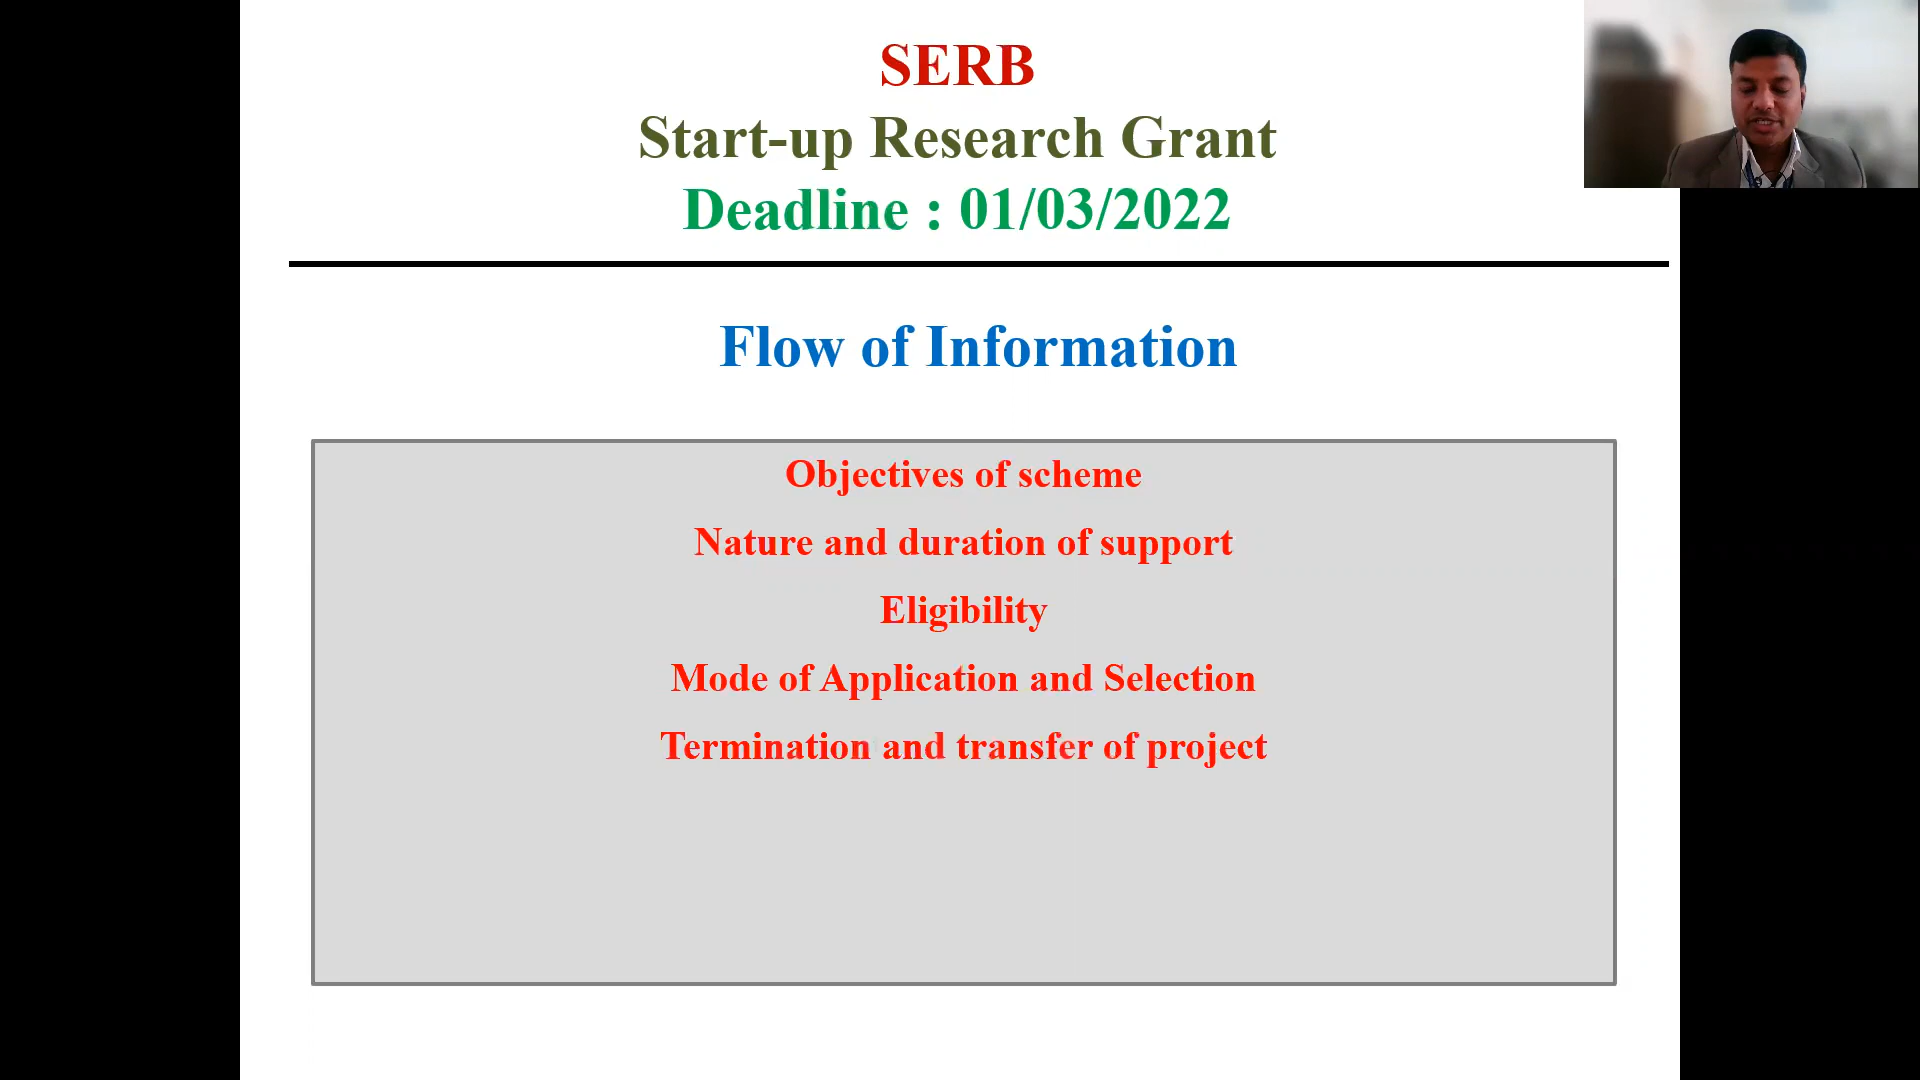 SERB
Start-up Research Grant
Deadline : 01/03/2022
Flow of Information
Objectives of scheme
Nature and duration of support
Eligibility
Mode of Application and Selection
Termination and transfer of project